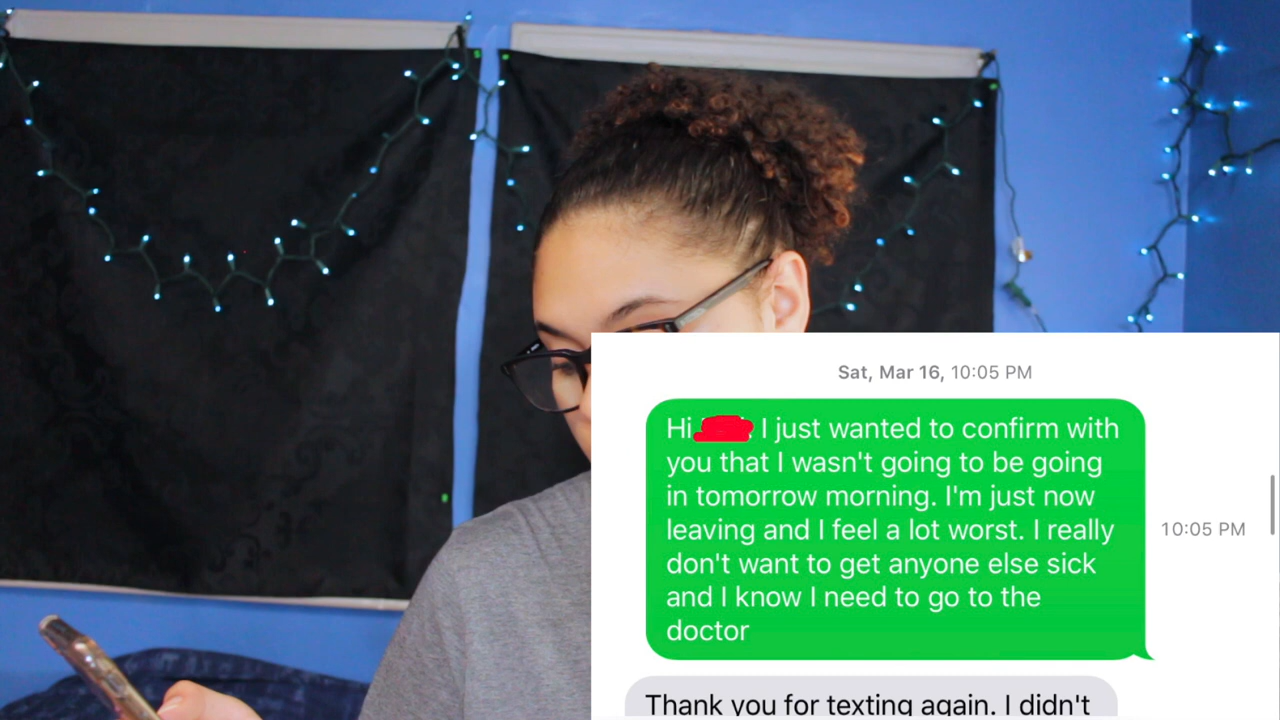 Sat, Mar 16, 10:05 PM
Hi I just wanted to confirm with
you that I wasn't going to be going
in tomorrow morning. I'm just now
leaving and I feel a lot worst. I really
don't want to get anyone else sick
and I know I need to go to the
doctor
10:05 PM
Thank you for texting again. I didn't